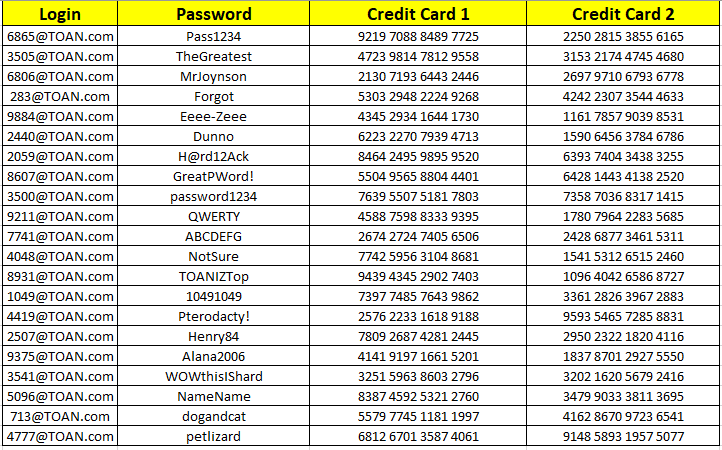 Login Password Credit Card 1 Credit Card 2
6865@TOAN.com Pass1234 9219 7088 8489 7725 2250 2815 3855 6165
3505@TOAN.com TheGreatest 4723 9814 7812 9558 3153 2174 4745 4680
6806@TOAN.com MrJoynson 2130 7193 6443 2446 2697 9710 6793 6778
283@TOAN.com Forgot 5303 2948 2224 9268 4242 2307 3544 4633
9884@TOAN.com Eeee-Zeee 4345 2934 1644 1730 1161 7857 9039 8531
2440@TOAN.com Dunno 6223 2270 7939 4713 1590 6456 3784 6786
2059@TOAN.com H@rd12Ack 8464 2495 9895 9520 6393 7404 3438 3255
8607@TOAN.com GreatPWord! 5504 9565 8804 4401 6428 1443 4138 2520
3500@TOAN.com password1234 7639 5507 5181 7803 7358 7036 8317 1415
9211@TOAN.com QWERTY 4588 7598 8333 9395 1780 7964 2283 5685
7741@TOAN.com ABCDEFG 2674 2724 7405 6506 2428 6877 3461 5311
4048@TOAN.com NotSure 7742 5956 3104 8681 1541 5312 6515 2460
8931@TOAN.com TOANIZTop 9439 4345 2902 7403 1096 4042 6586 8727
1049@TOAN.com 10491049 7397 7485 7643 9862 3361 2826 3967 2883
4419@TOAN.com Pterodacty! 2576 2233 1618 9188 9593 5465 7285 8831
2507@TOAN.com Henry84 7809 2687 4281 2445 2950 2322 1820 4116
9375@TOAN.com Alana2006 4141 9197 1661 5201 1837 8701 2927 5550
3541@TOAN.com WOWthisIShard 3251 5963 8603 2796 3202 1620 5679 2416
5096@TOAN.com NameName 8387 4592 5321 2760 3479 9033 3811 3695
713@TOAN.com dogandcat 5579 7745 1181 1997 4162 8670 9723 6541
4777@TOAN.com petlizard 6812 6701 3587 4061 9148 5893 1957 5077